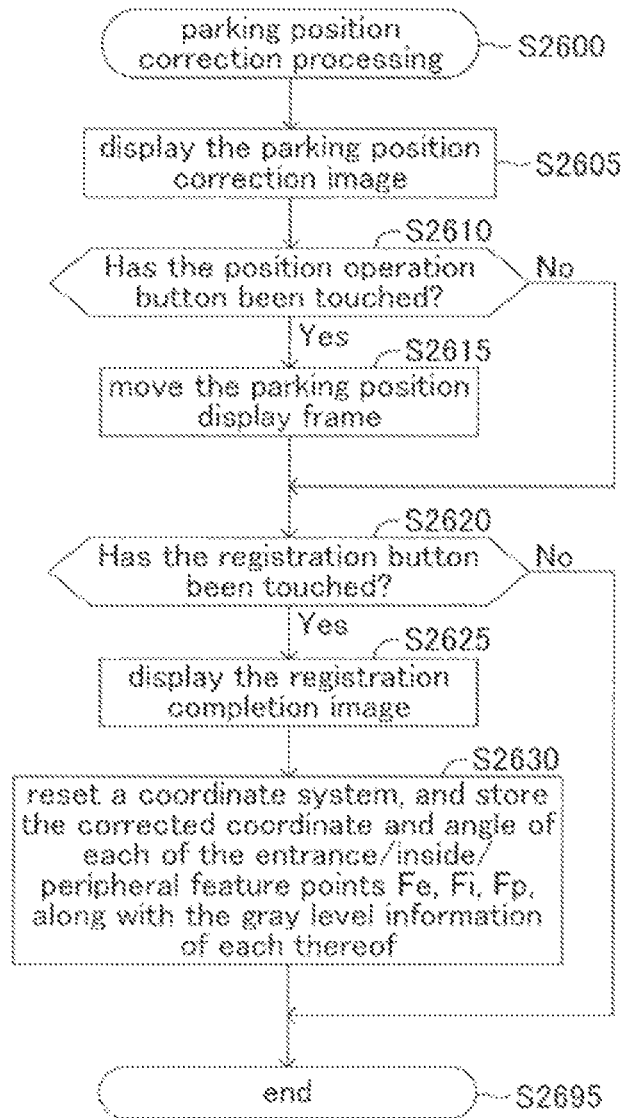 parking position
correction processing
S2600
display the parking position
correction image
S2605
S2610
Has the position operation
button been touched?
No
Yes
S2615
move the parking position
display frame
S2620
Has the registration button
been touched?
No
Yes
S2625
display the registration
completion image
S2630
reset a coordinate system, and store
the corrected coordinate and angle of
each of the entrance/inside/
peripheral feature points Fe, Fi, Fp,
along with the gray level information
of each thereof
end
S2695